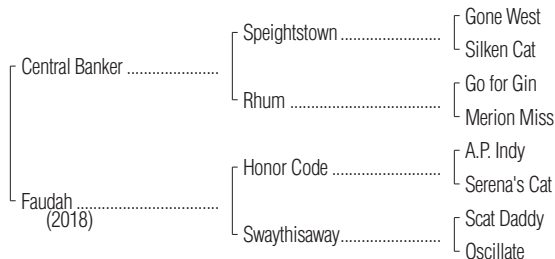 Gone West
Speightstown
Silken Cat
Central Banker
Go for Gin
Rhum
Merion Miss
A.P. Indy
Honor Code
Serena's Cat
Faudah
(2018)
Scat Daddy
Swaythisaway
Oscillate